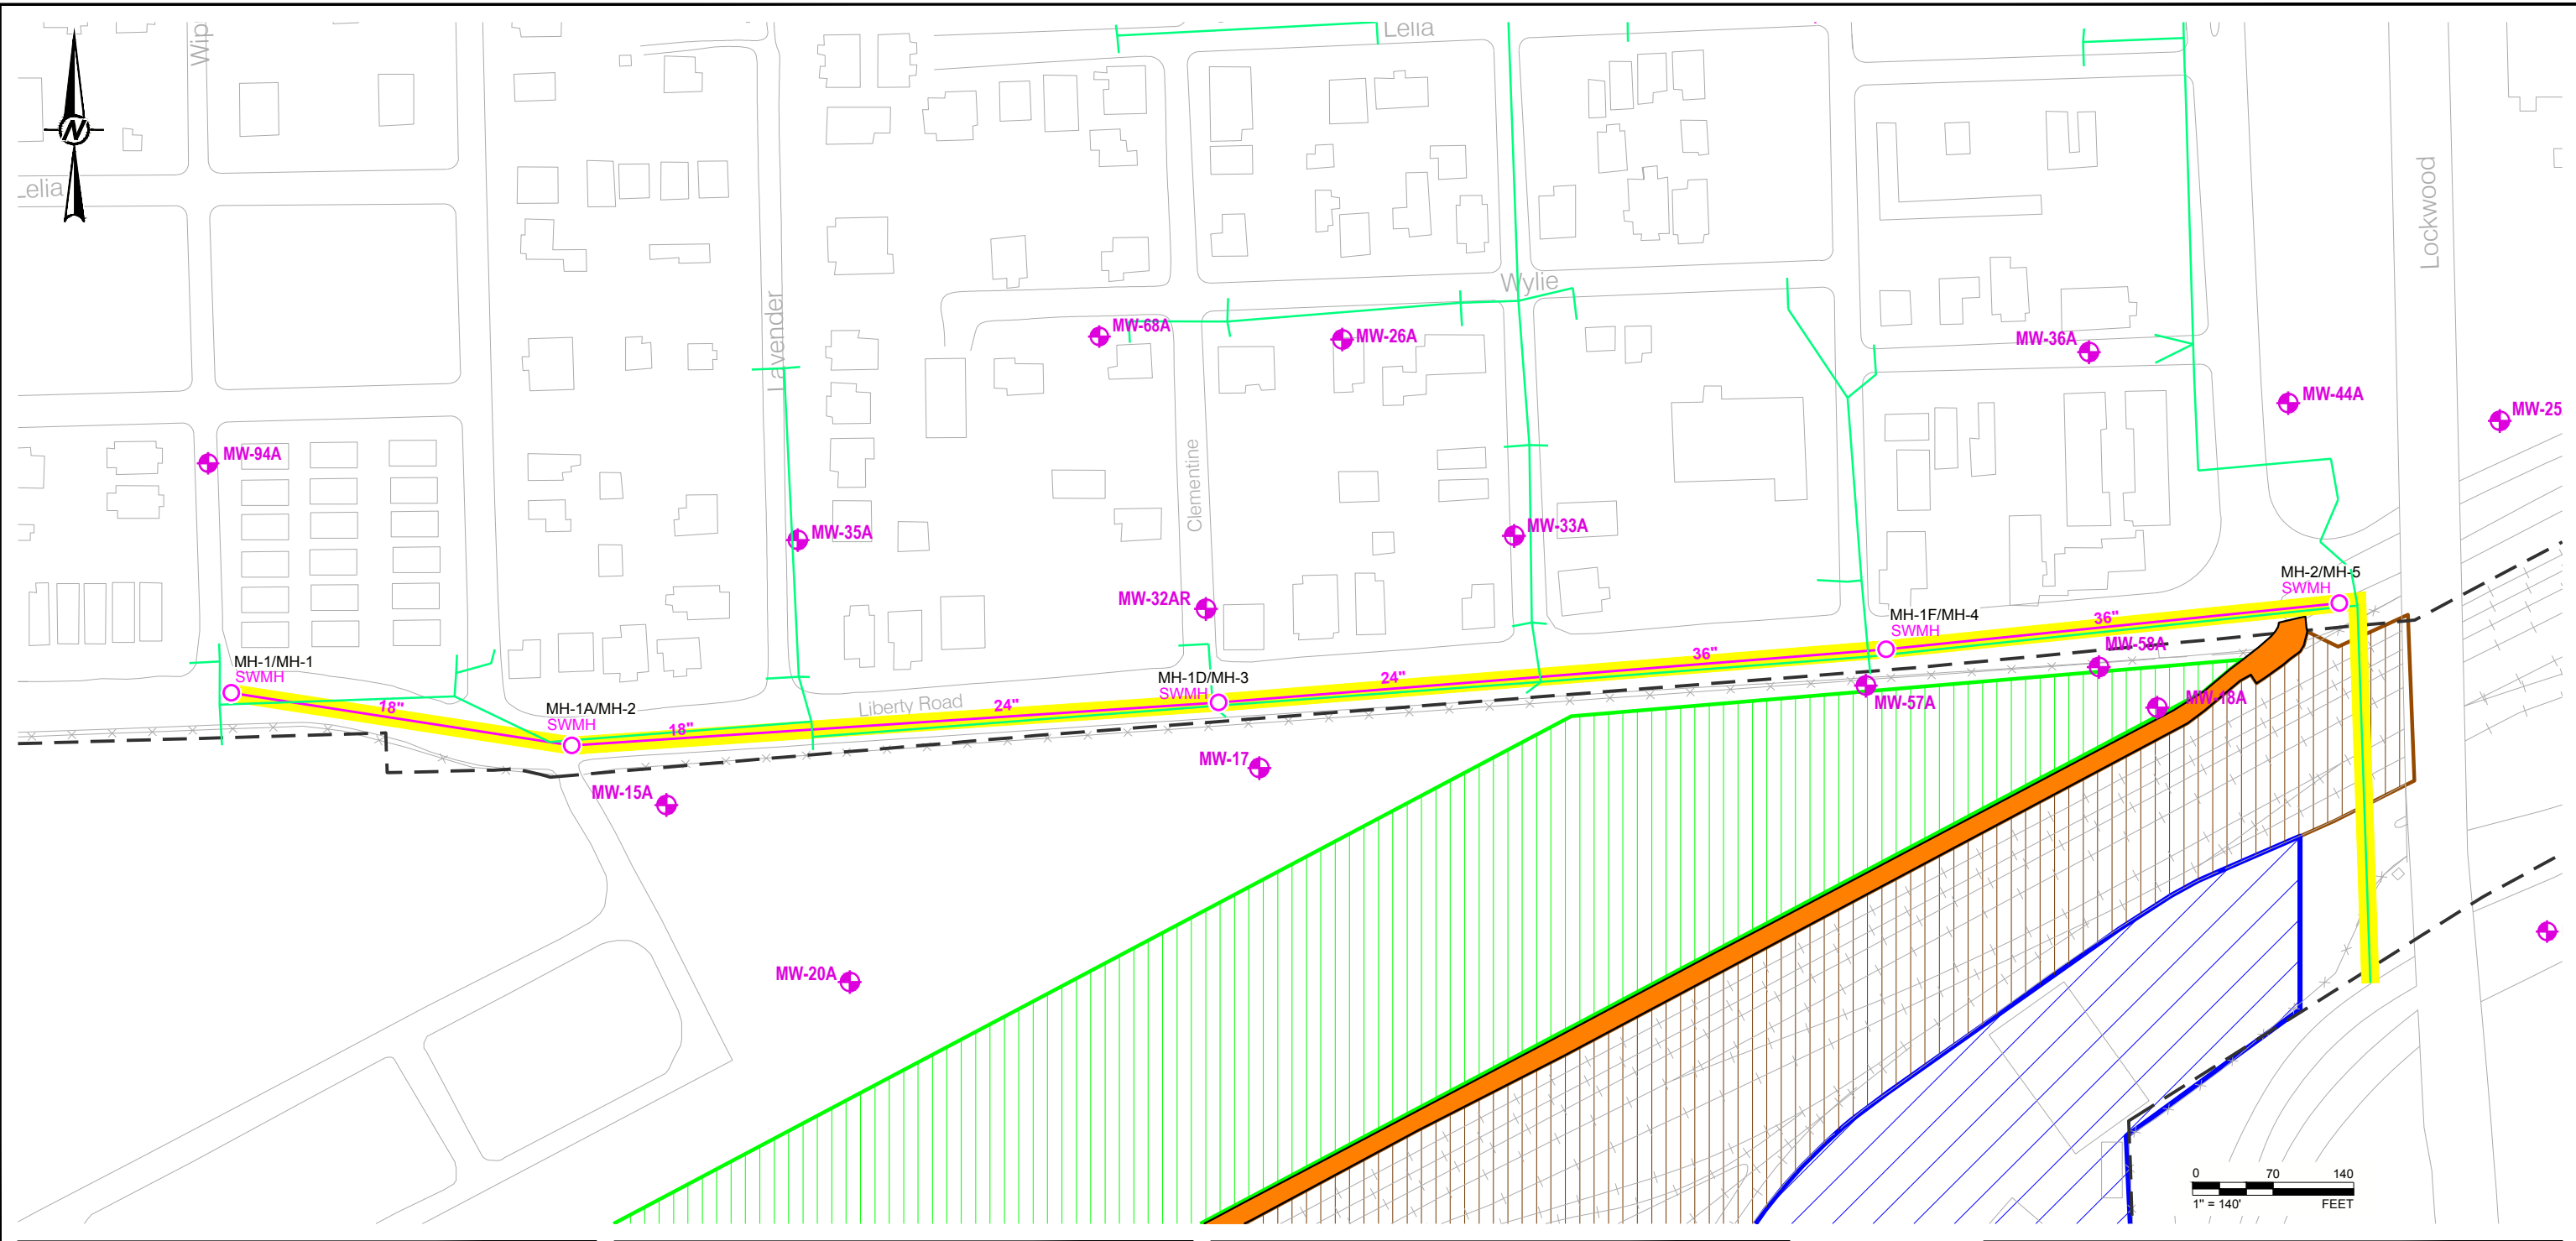 Wip
Lelia
N
Lelia
Lockwood
Wylie
Lavender
MW-68A
MW-26A
MW-36A
MW-44A
MW-25
MW-94A
Clementine
MW-35A
MW-33A
MW-32AR
MH-2/MH-5
SWMH
MH-1F/MH-4
SWMH
36"
MW-58A
36"
MH-1/MH-1
SWMH
MH-1D/MH-3
SWMH
24"
MW-57A
MW-18A
18"
MH-1A/MH-2
SWMH
18"
Liberty Road
24"
MW-17
MW-15A
MW-20A
0 70 140
1" = 140' FEET